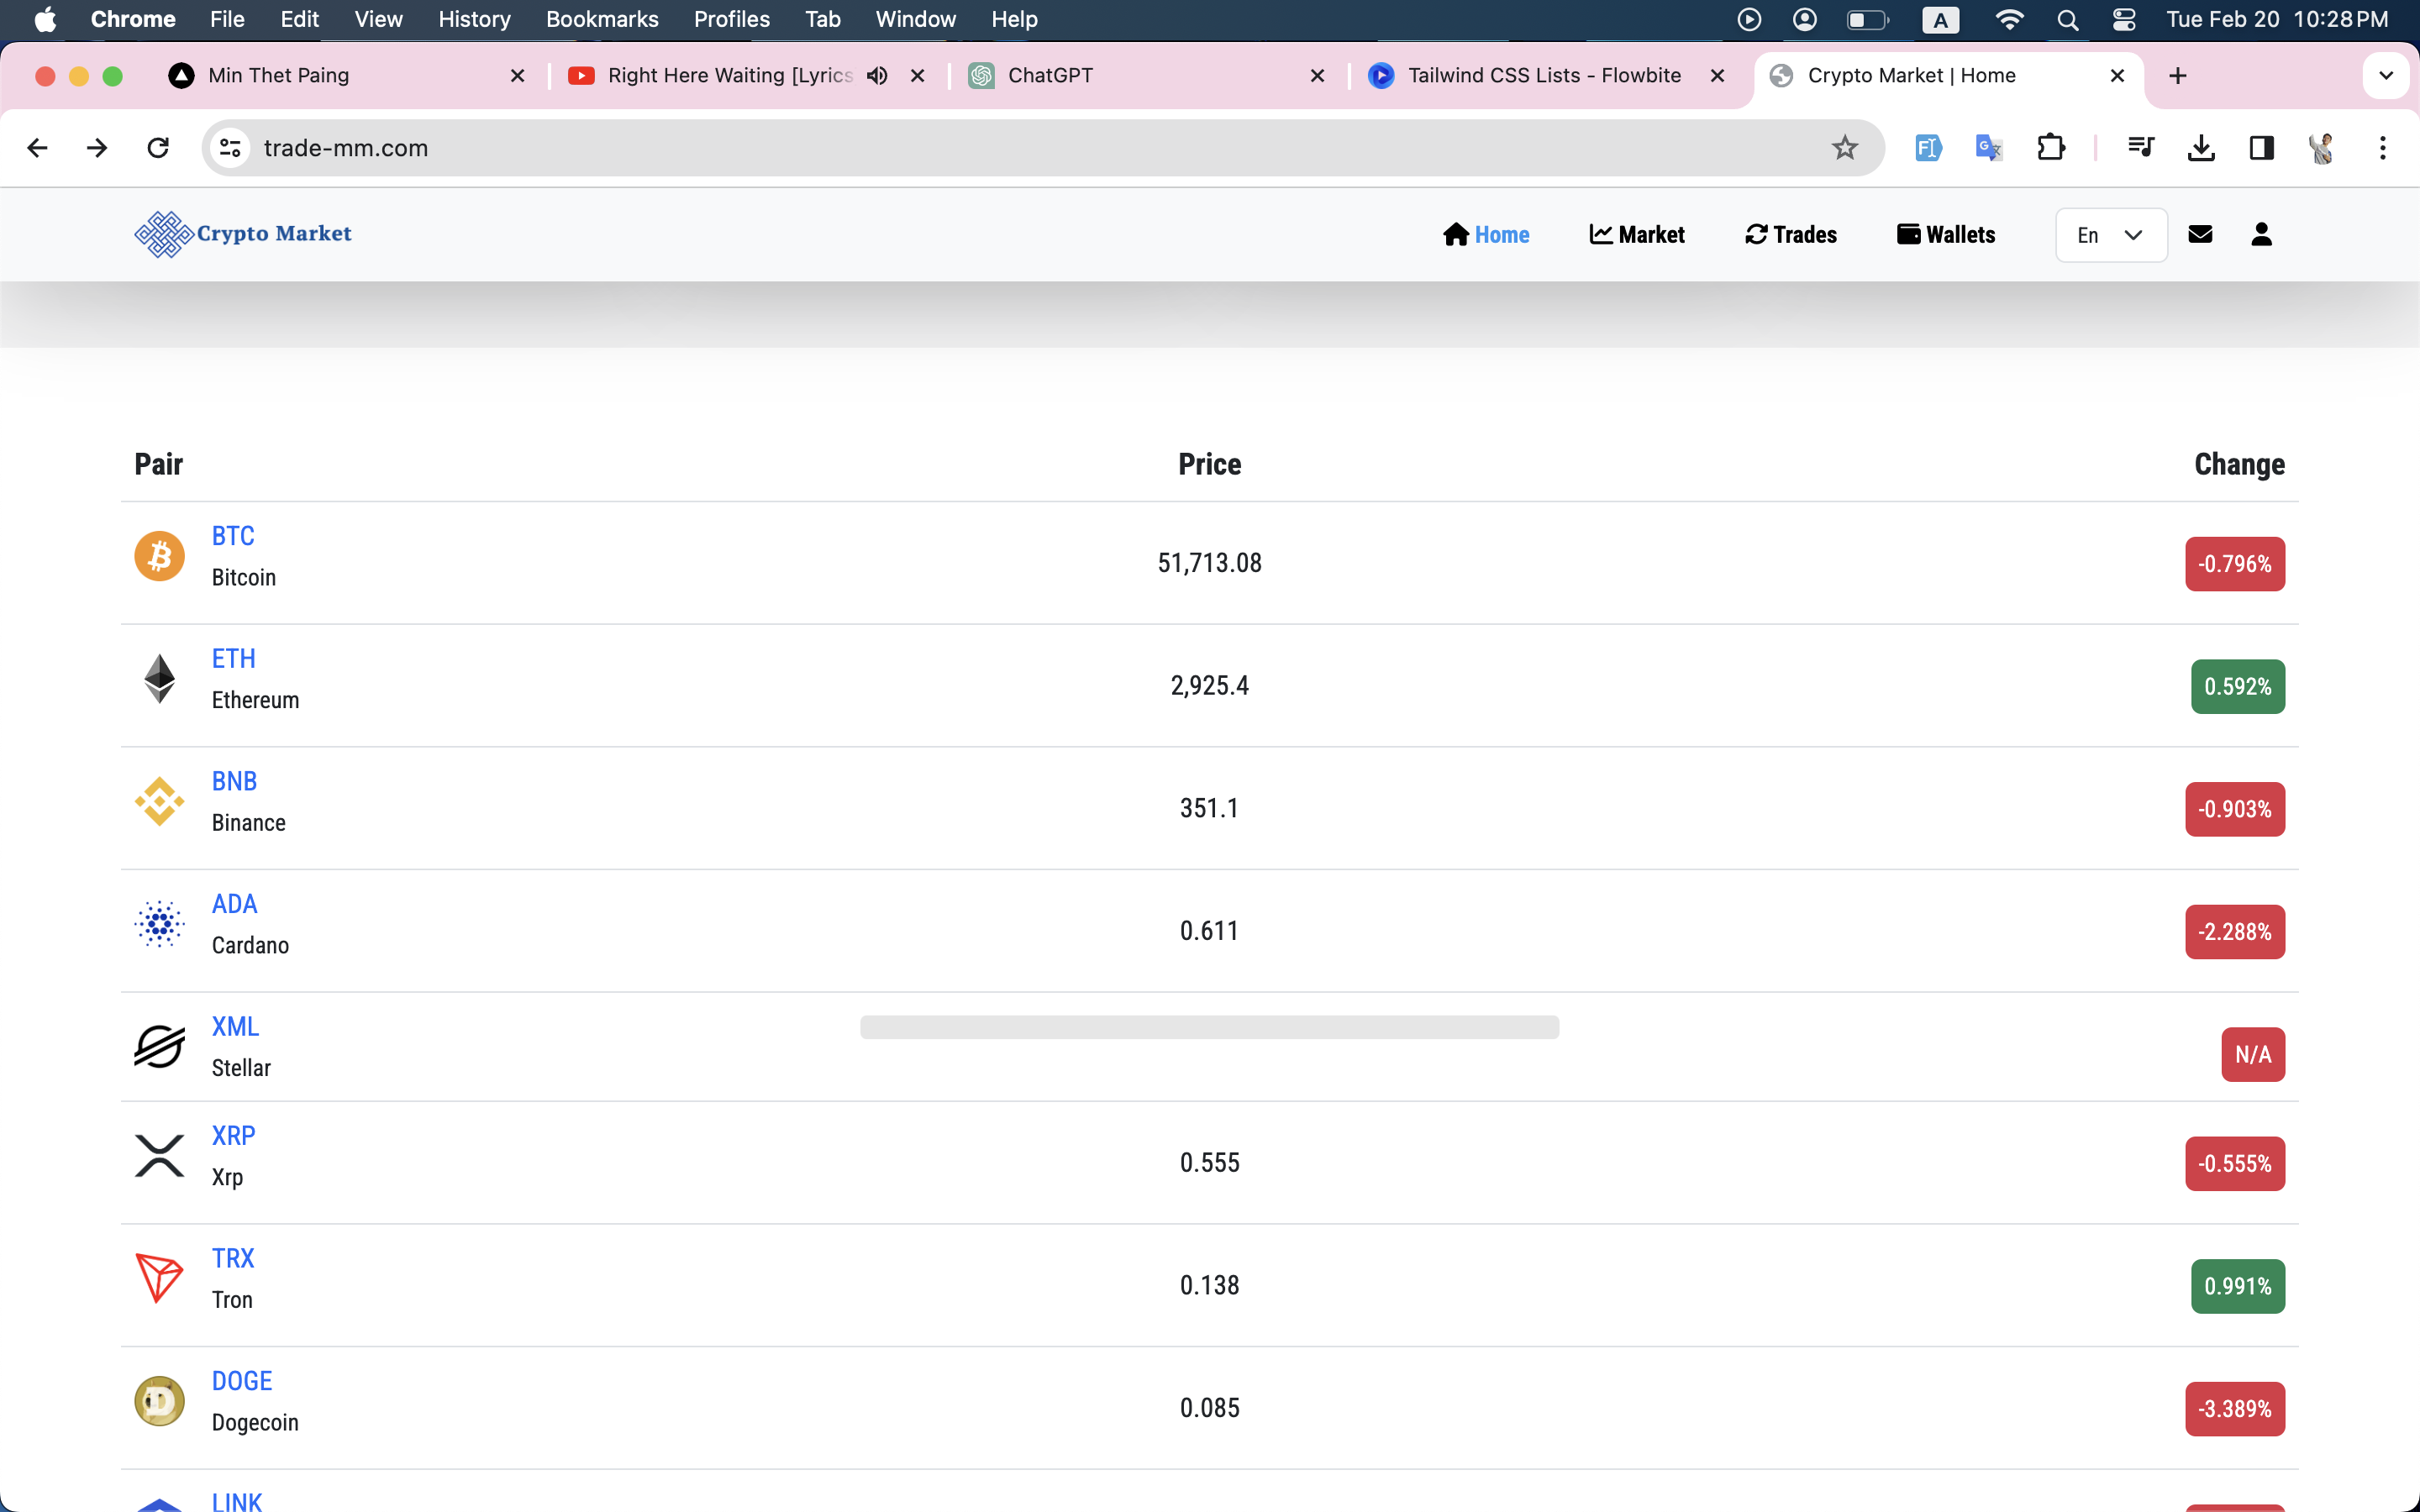 Chrome File Edit View History Bookmarks Profiles Tab Window Help A Tue Feb 20 10:28 PM
Min Thet Paing Right Here Waiting [Lyrics ChatGPT Tailwind CSS Lists - Flowbite Crypto Market | Home
trade-mm.com
Crypto Market Home Market Trades Wallets En
Pair Price Change
BTC
Bitcoin 51,713.08 -0.796%
ETH
Ethereum 2,925.4 0.592%
BNB
Binance 351.1 -0.903%
ADA
Cardano 0.611 -2.288%
XML
Stellar N/A
XRP
Xrp 0.555 -0.555%
TRX
Tron 0.138 0.991%
DOGE
Dogecoin 0.085 -3.389%
LINK